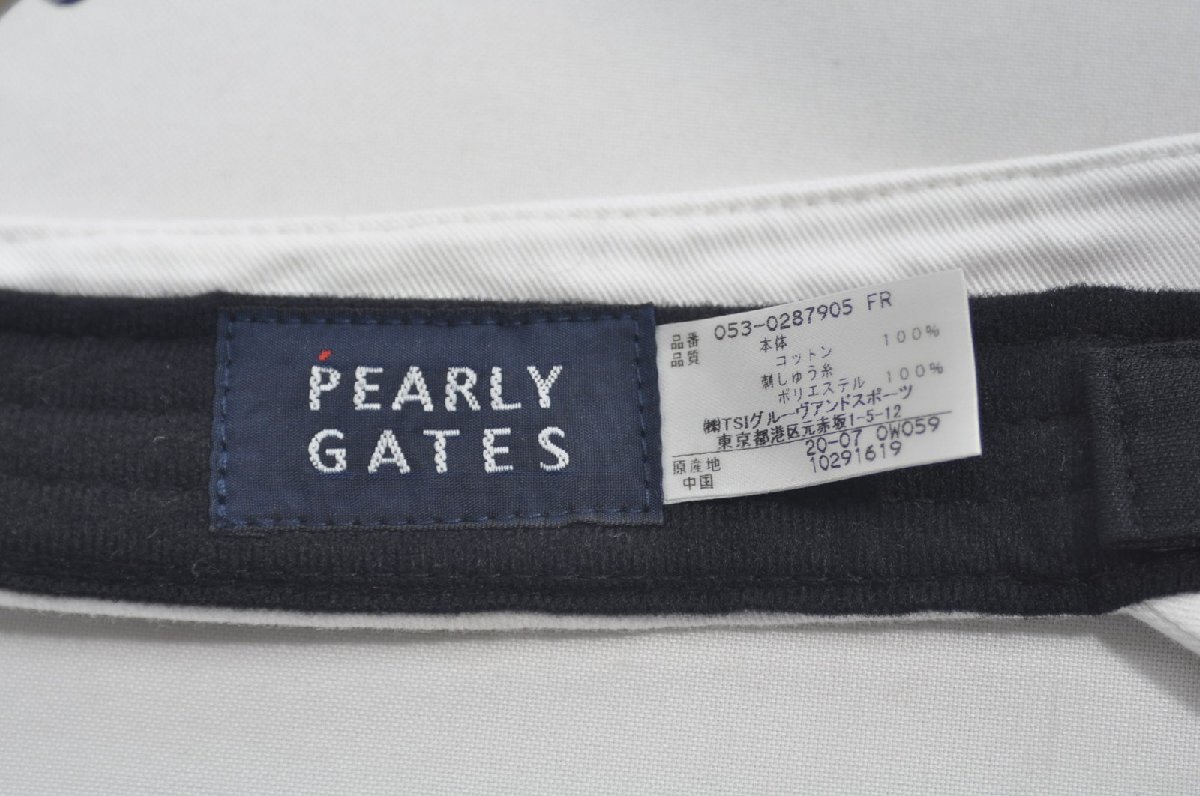 PEARLY
GATES
品番 053-0287905 FR
品質 本体
コットン 100%
刺しゅう糸
ポリエステル 100%
㈱TSIグルーヴアンドスポーツ
東京都港区元赤坂1-5-12
20-07 0W059
原産地 10291619
中国